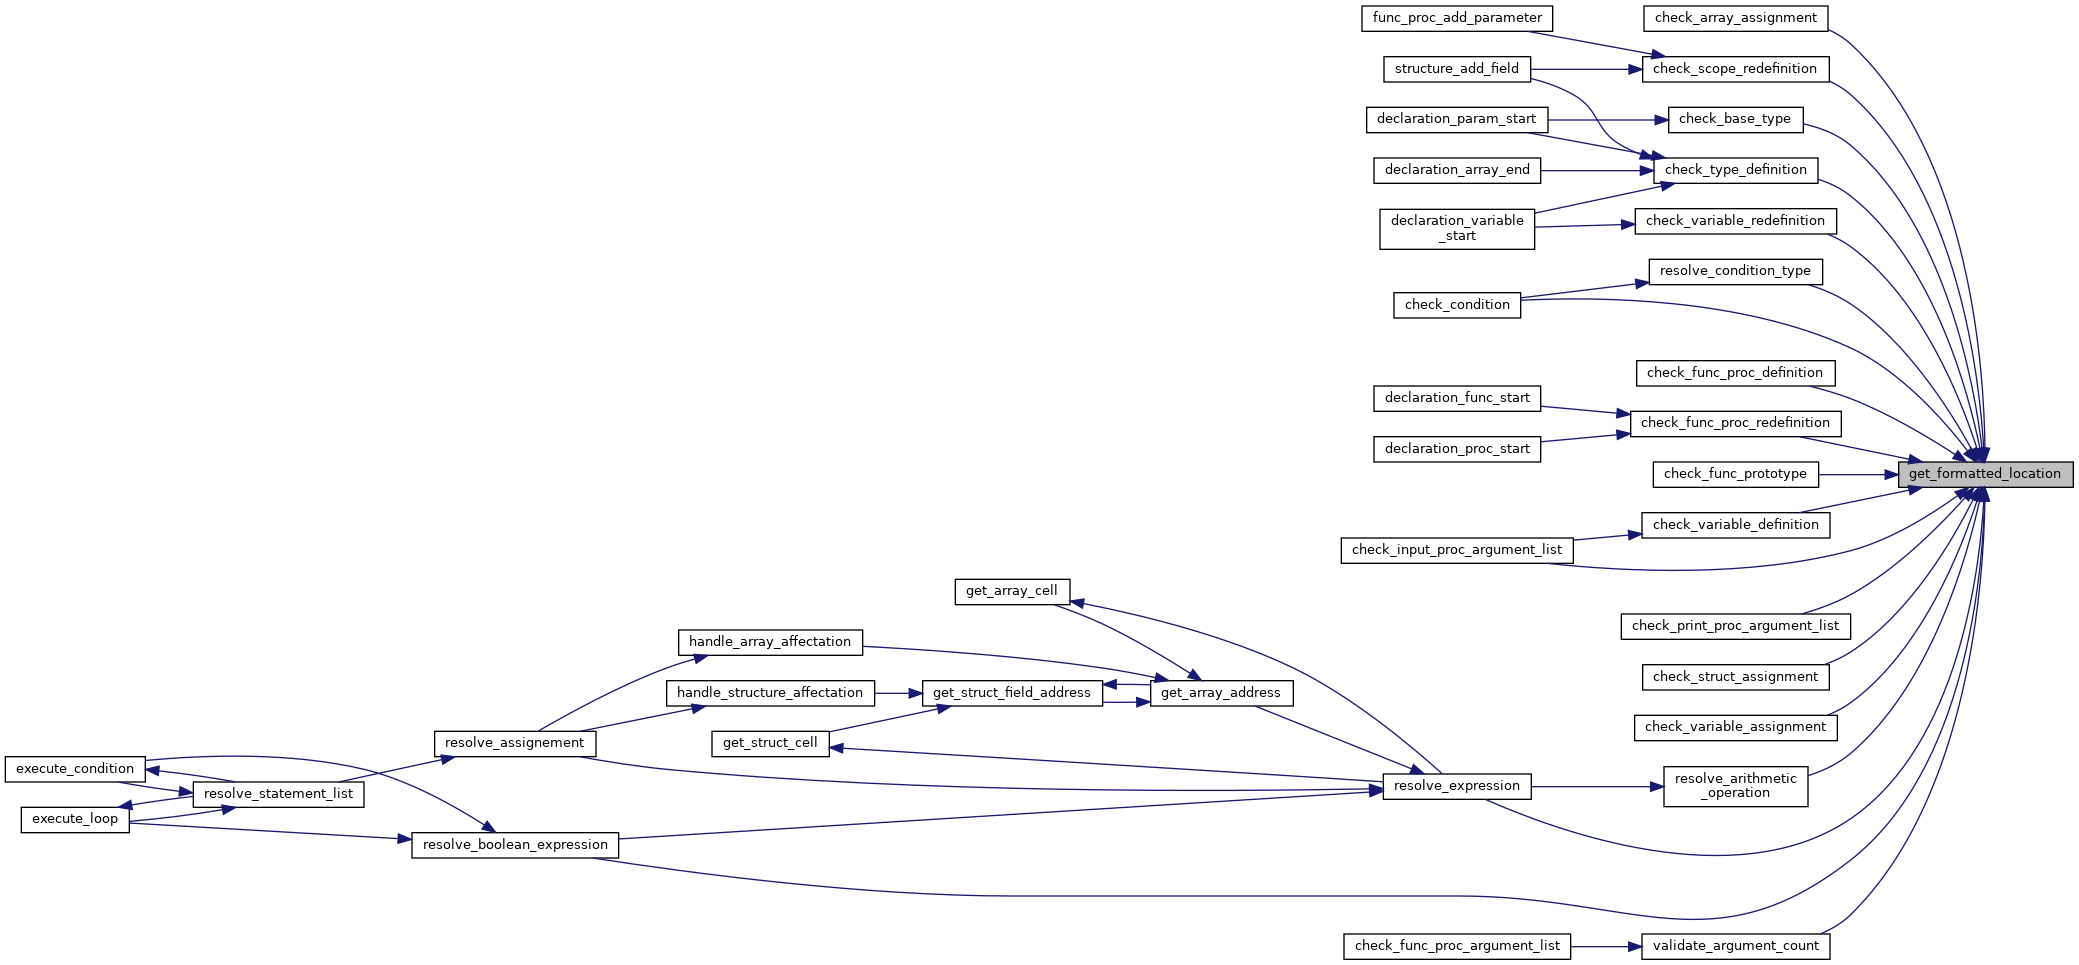 func_proc_add_parameter
check_array_assignment
structure_add_field
check_scope_redefinition
declaration_param_start
check_base_type
declaration_array_end
check_type_definition
declaration_variable
_start
check_variable_redefinition
resolve_condition_type
check_condition
check_func_proc_definition
declaration_func_start
check_func_proc_redefinition
declaration_proc_start
check_func_prototype
get_formatted_location
check_variable_definition
check_input_proc_argument_list
get_array_cell
check_print_proc_argument_list
handle_array_affectation
check_struct_assignment
handle_structure_affectation
get_struct_field_address
get_array_address
check_variable_assignment
resolve_assignement
get_struct_cell
execute_condition
resolve_statement_list
resolve_expression
resolve_arithmetic
_operation
execute_loop
resolve_boolean_expression
check_func_proc_argument_list
validate_argument_count